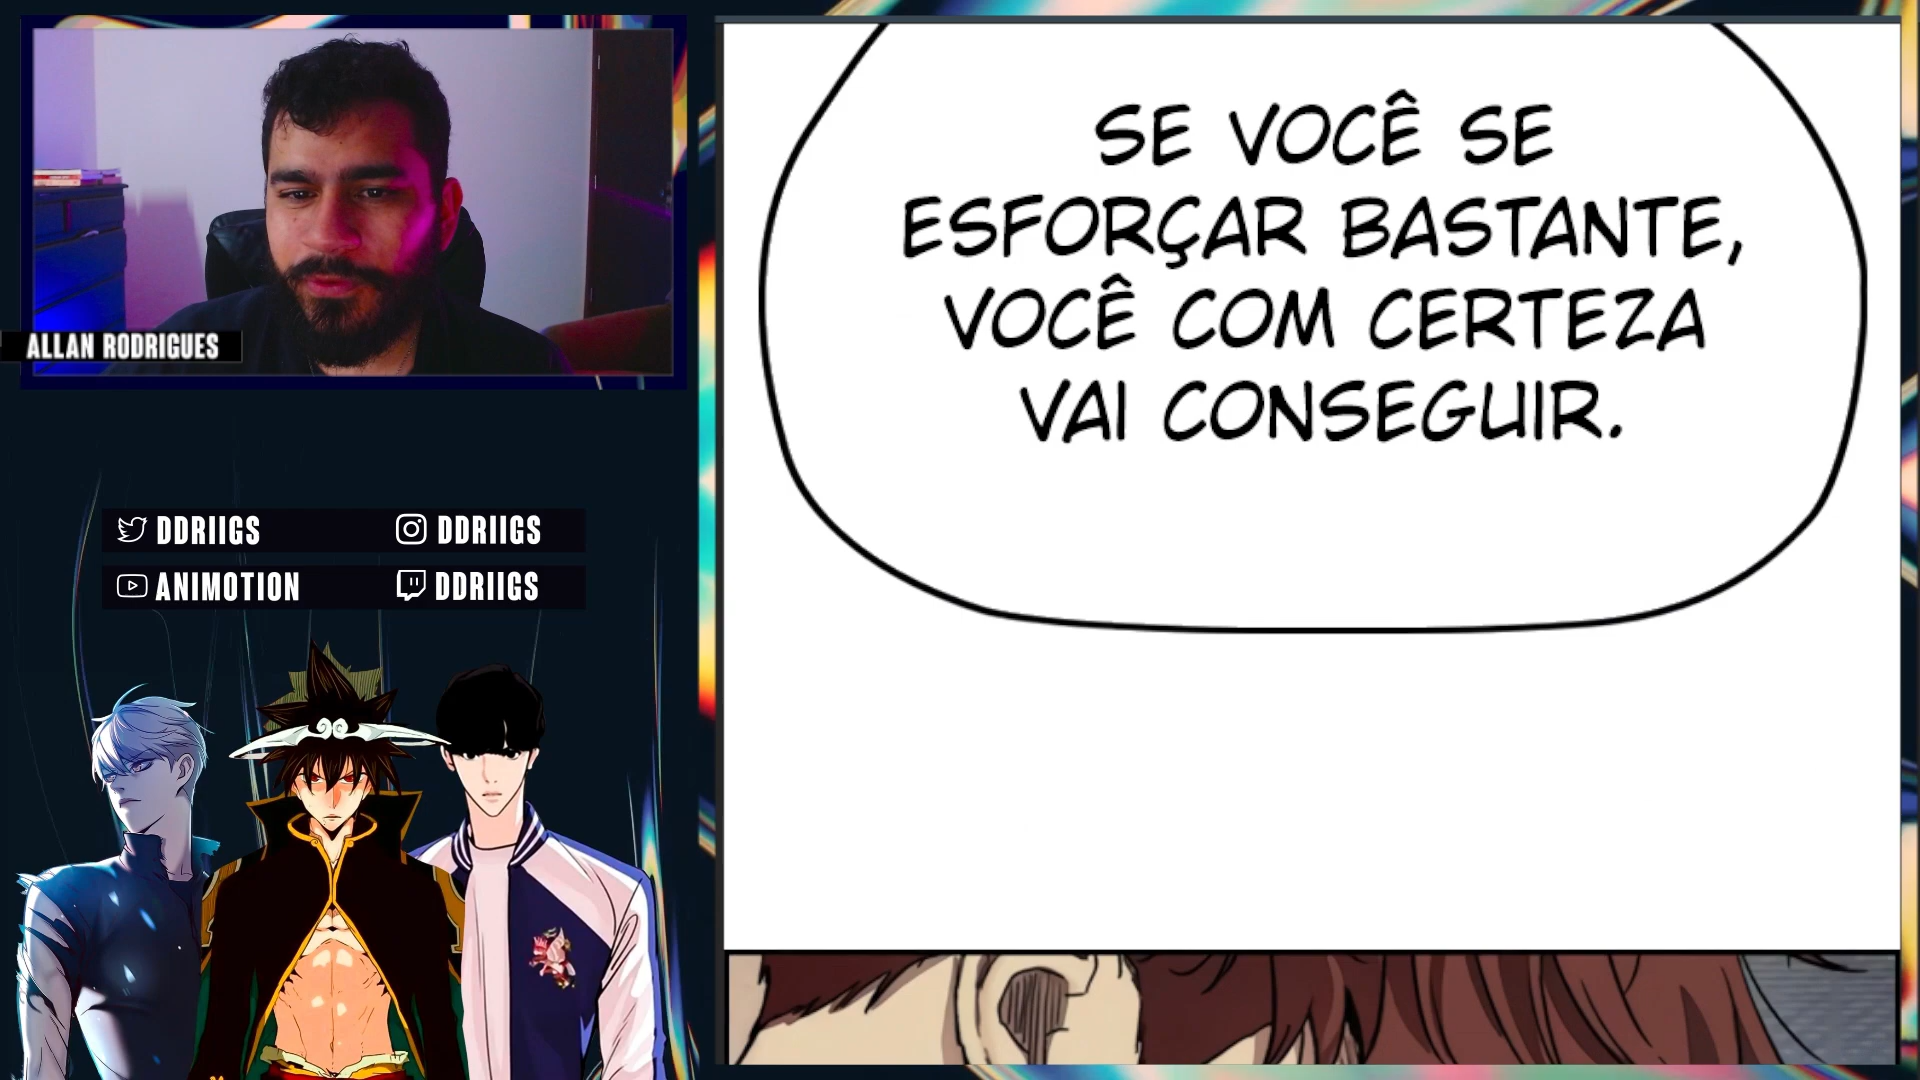 ALLAN RODRIGUES
DDRIIGS
DDRIIGS
ANIMOTION
DDRIIGS
SE VOCÊ SE
ESFORÇAR BASTANTE,
VOCÊ COM CERTEZA
VAI CONSEGUIR.